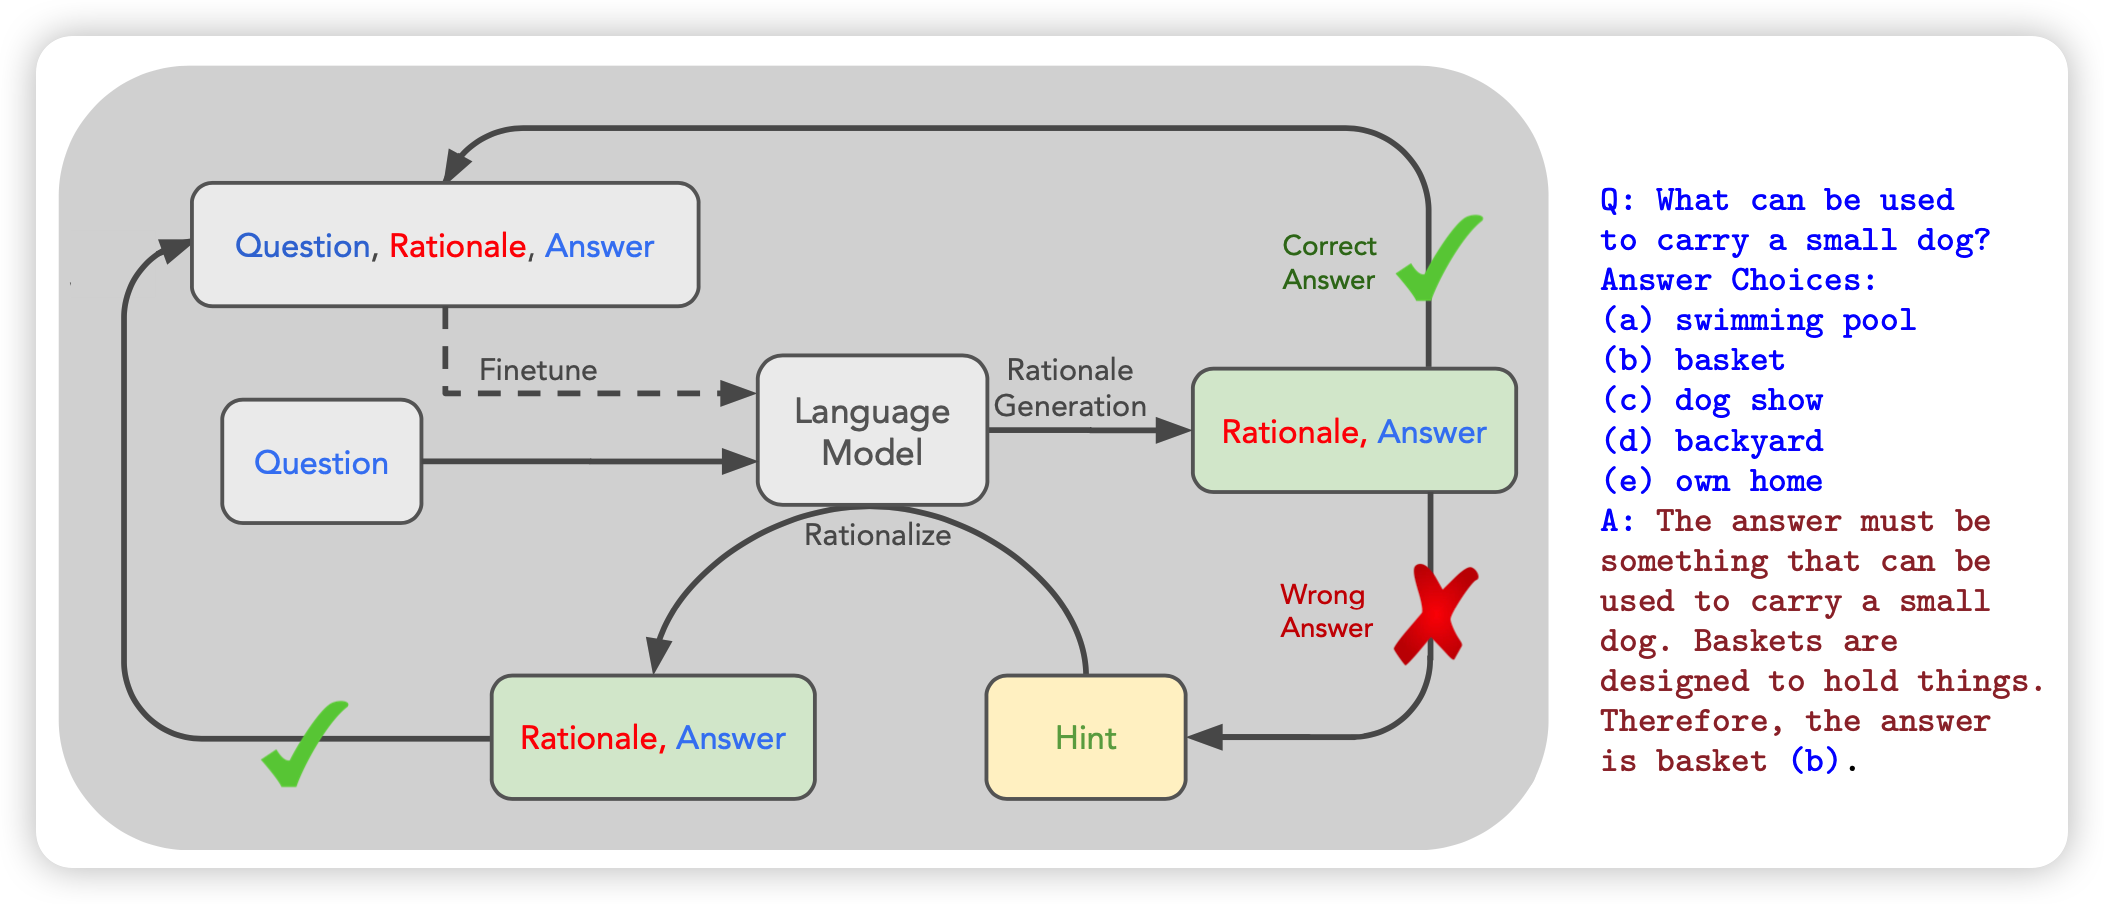 Question, Rationale, Answer
Correct
Answer
Finetune
Rationale
Generation
Language
Model
Question
Rationale, Answer
Rationalize
Wrong
Answer
Rationale, Answer
Hint
Q: What can be used
to carry a small dog?
Answer Choices:
(a) swimming pool
(b) basket
(c) dog show
(d) backyard
(e) own home
A: The answer must be
something that can be
used to carry a small
dog. Baskets are
designed to hold things.
Therefore, the answer
is basket (b).